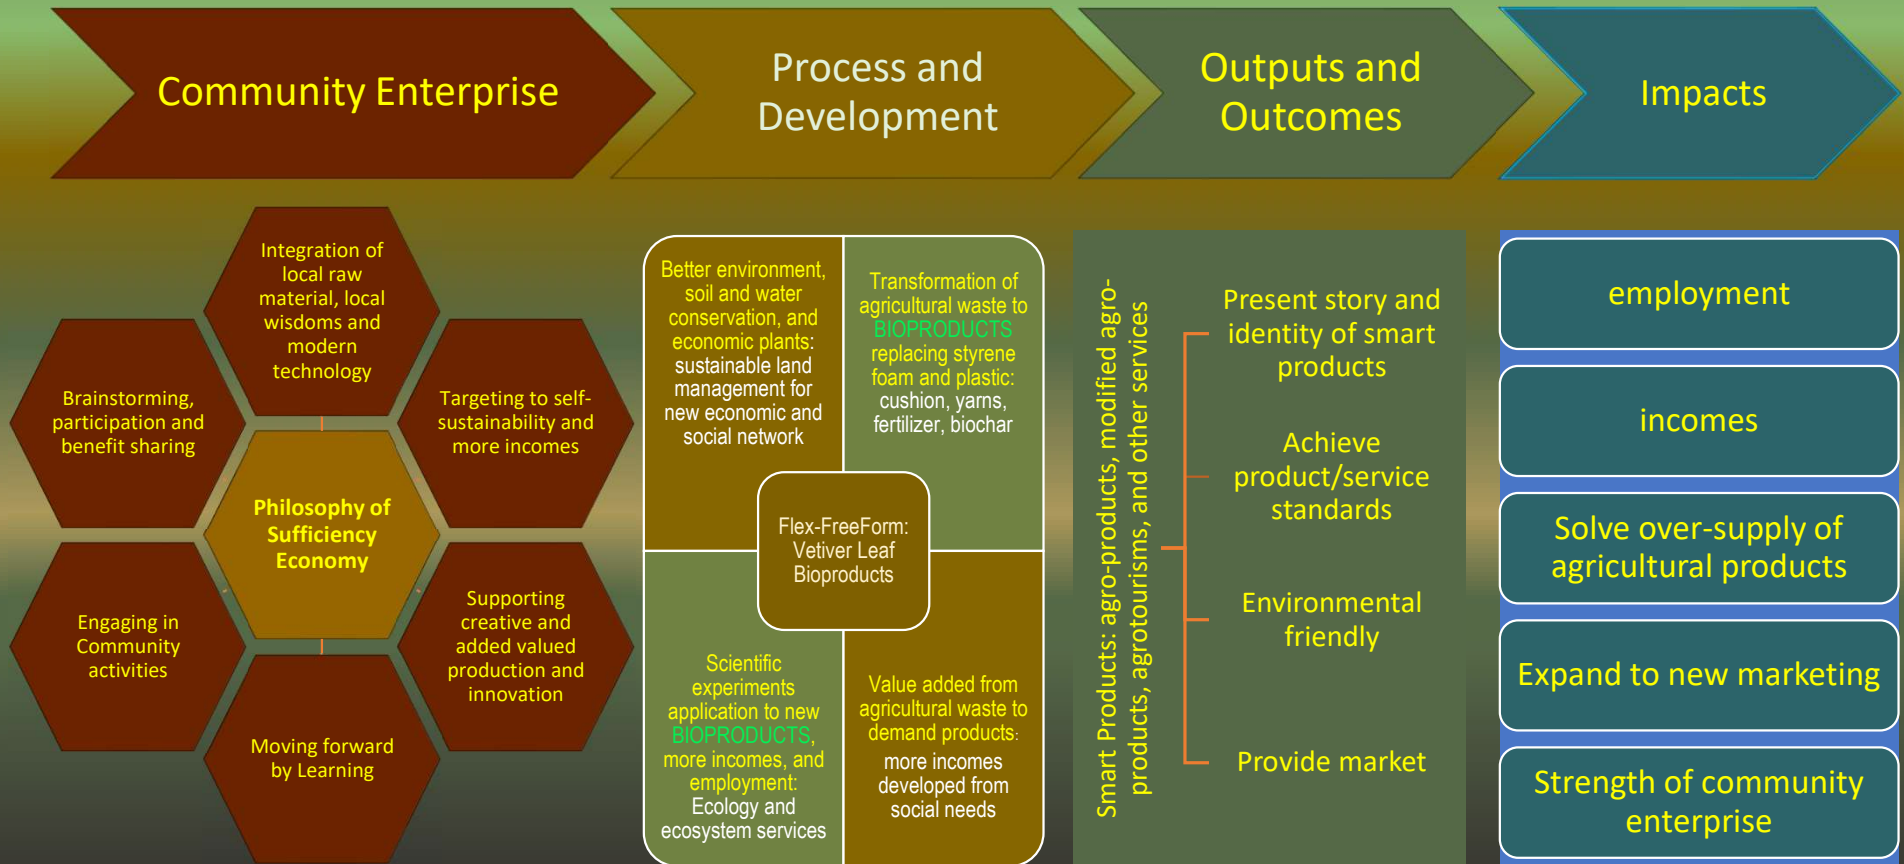 Community Enterprise
Process and
Development
Outputs and
Outcomes
Impacts
Integration of
local raw
material, local
wisdoms and
modern
technology
Brainstorming,
participation and
benefit sharing
Targeting to self-
sustainability and
more incomes
Philosophy of
Sufficiency
Economy
Engaging in
Community
activities
Supporting
creative and
added valued
production and
innovation
Moving forward
by Learning
Better environment,
soil and water
conservation, and
economic plants:
sustainable land
management for
new economic and
social network
Transformation of
agricultural waste to
BIOPRODUCTS
replacing styrene
foam and plastic:
cushion, yarns,
fertilizer, biochar
Flex-FreeForm:
Vetiver Leaf
Bioproducts
Scientific
experiments
application to new
BIOPRODUCTS,
more incomes, and
employment:
Ecology and
ecosystem services
Value added from
agricultural waste to
demand products:
more incomes
developed from
social needs
Smart Products: agro-products, modified agro-
products, agrotourisms, and other services
Present story and
identity of smart
products
Achieve
product/service
standards
Environmental
friendly
Provide market
employment
incomes
Solve over-supply of
agricultural products
Expand to new marketing
Strength of community
enterprise